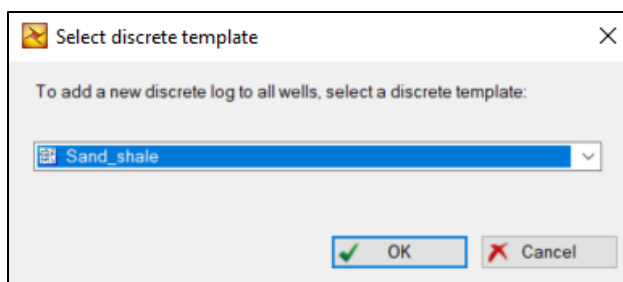 Select discrete template
To add a new discrete log to all wells, select a discrete template:
Sand_shale
OK
Cancel